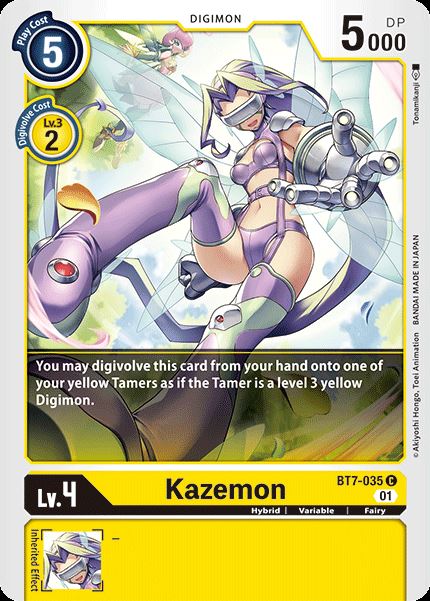 Play Cost
5
DIGIMON
DP
5000
Digivolve Cost
Lv.3
2
Tonamikanji
© Akiyoshi Hongo, Toei Animation BANDAI MADE IN JAPAN
You may digivolve this card from your hand onto one of
your yellow Tamers as if the Tamer is a level 3 yellow
Digimon.
Lv.4
Kazemon
BT7-035 C
01
Hybrid | Variable | Fairy
Inherited Effect
–